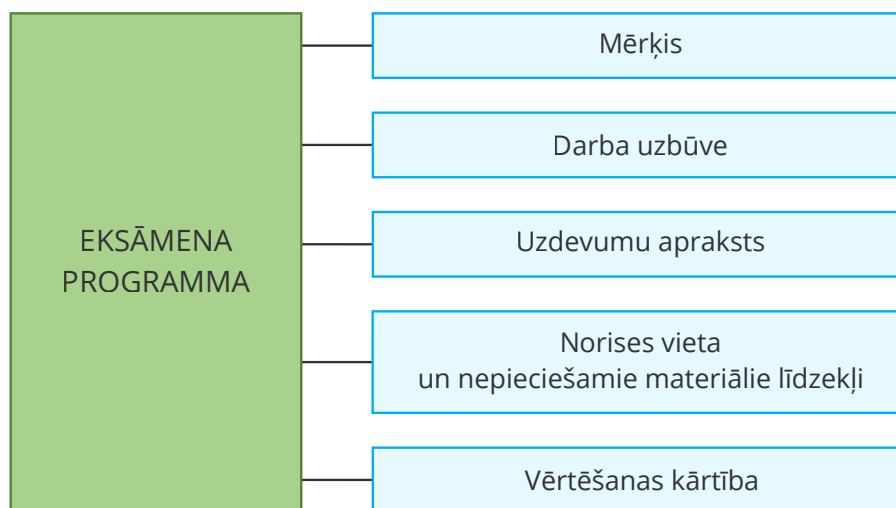 EKSĀMENA
PROGRAMMA
Mērķis
Darba uzbūve
Uzdevumu apraksts
Norises vieta
un nepieciešamie materiālie līdzekļi
Vērtēšanas kārtība